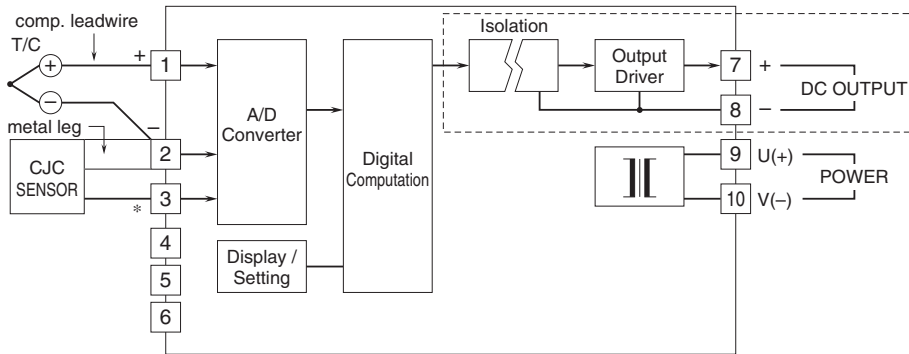 comp. leadwire
T/C
+
−
+
−
metal leg
CJC
SENSOR
*
1
2
3
4
5
6
A/D
Converter
Display /
Setting
Digital
Computation
Isolation
Output
Driver
7
8
9
10
+
−
DC OUTPUT
U(+)
V(–)
POWER